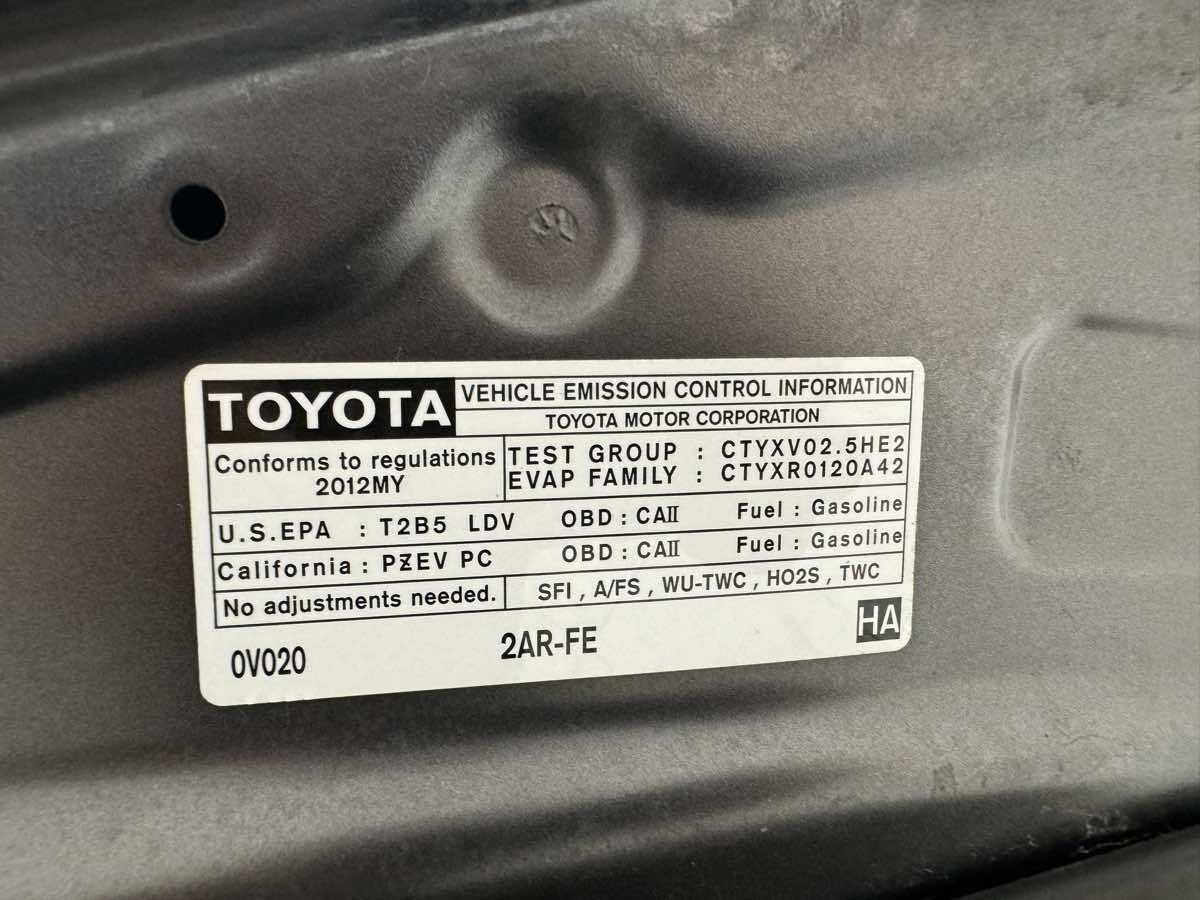 TOYOTA
VEHICLE EMISSION CONTROL INFORMATION
TOYOTA MOTOR CORPORATION
Conforms to regulations
2012MY
TEST GROUP : CTYXV02.5HE2
EVAP FAMILY : CTYXR0120A42
U.S.EPA : T2B5 LDV OBD : CAII Fuel : Gasoline
California : PZEV PC OBD : CAII Fuel : Gasoline
No adjustments needed. SFI , A/FS , WU-TWC , HO2S , TWC
0V020 2AR-FE HA